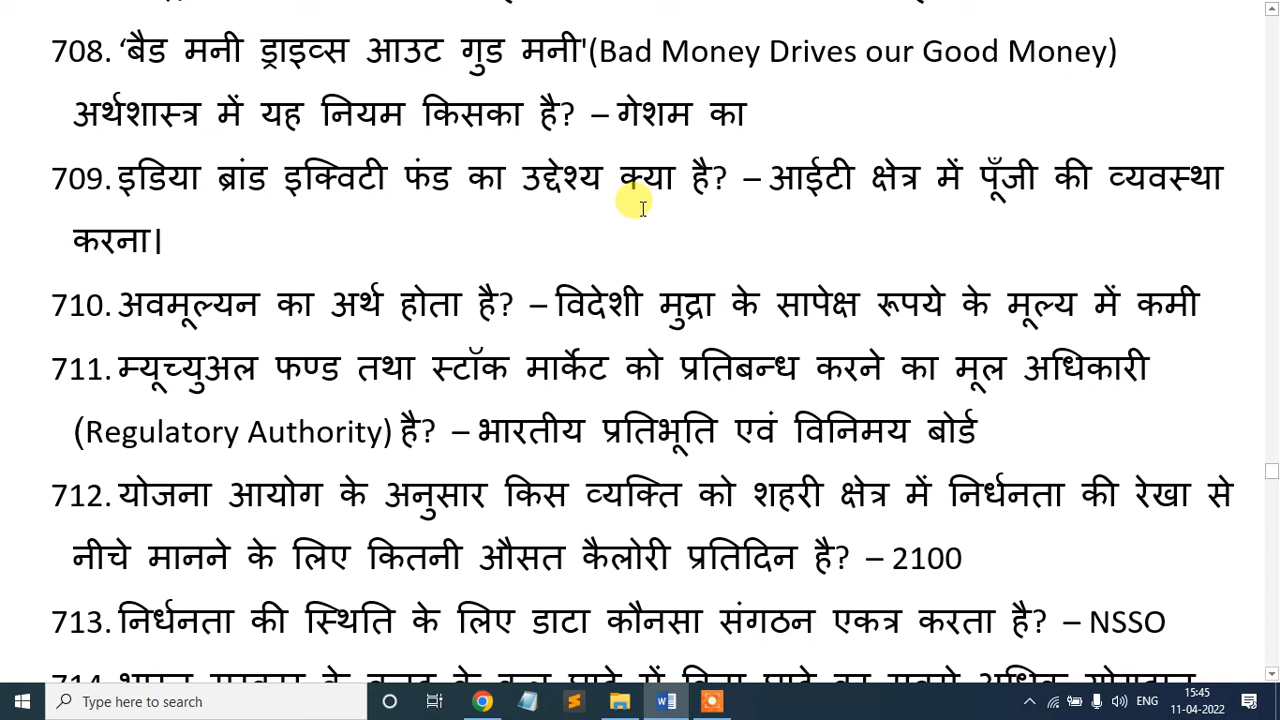 708. ‘बैड मनी ड्राइव्स आउट गुड मनी'(Bad Money Drives our Good Money)
अर्थशास्त्र में यह नियम किसका है? – गेशम का
709. इडिया ब्रांड इक्विटी फंड का उद्देश्य क्या है? – आईटी क्षेत्र में पूँजी की व्यवस्था
करना।
710. अवमूल्यन का अर्थ होता है? – विदेशी मुद्रा के सापेक्ष रूपये के मूल्य में कमी
711. म्यूच्युअल फण्ड तथा स्टॉक मार्केट को प्रतिबन्ध करने का मूल अधिकारी
(Regulatory Authority) है? – भारतीय प्रतिभूति एवं विनिमय बोर्ड
712. योजना आयोग के अनुसार किस व्यक्ति को शहरी क्षेत्र में निर्धनता की रेखा से
नीचे मानने के लिए कितनी औसत कैलोरी प्रतिदिन है? – 2100
713. निर्धनता की स्थिति के लिए डाटा कौनसा संगठन एकत्र करता है? – NSSO
Type here to search
ENG
15:45
11-04-2022